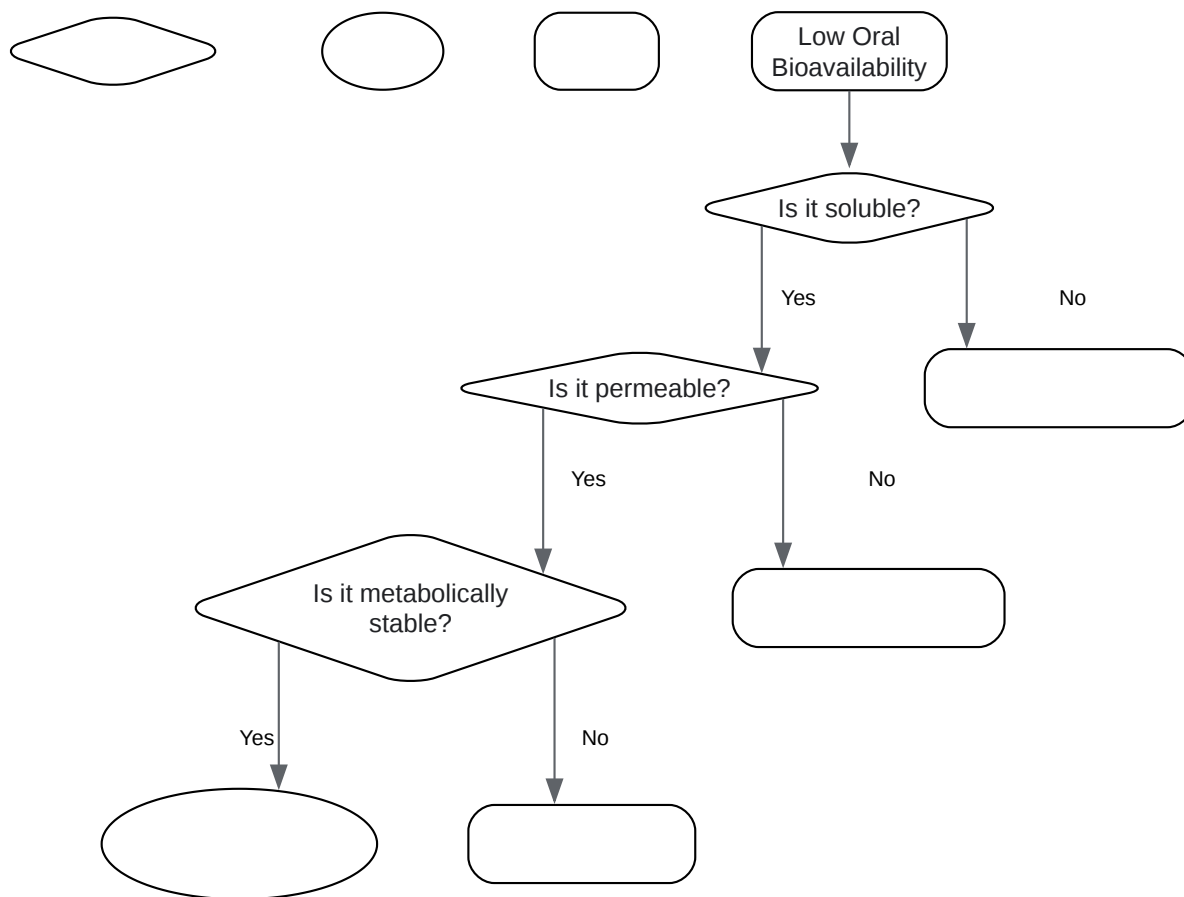 Low Oral
Bioavailability
Is it soluble?
Yes
No
Is it permeable?
Yes
No
Is it metabolically
stable?
Yes
No